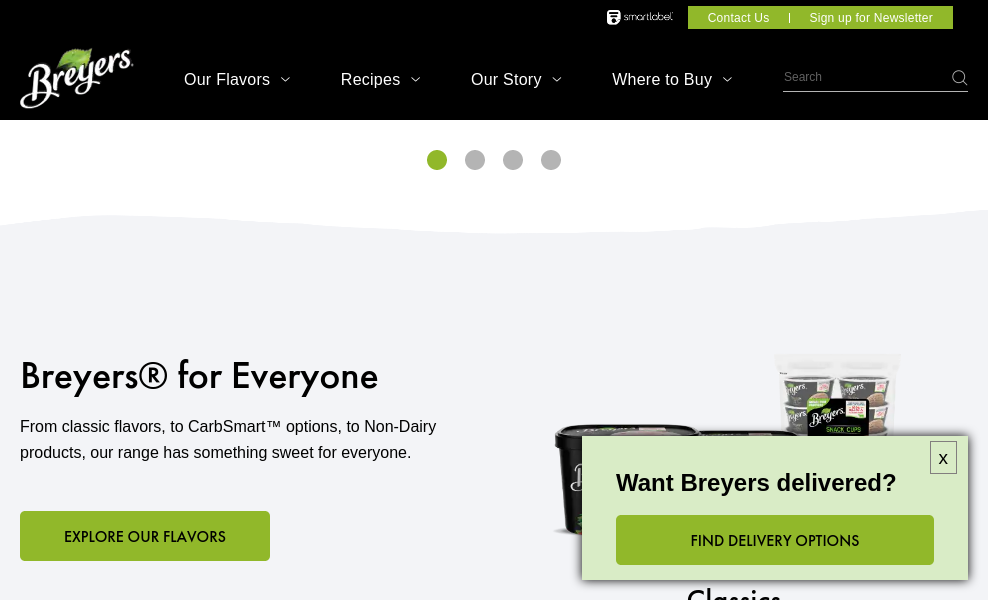 smartlabel
Contact Us | Sign up for Newsletter
Breyers
Our Flavors
Recipes
Our Story
Where to Buy
Search
Breyers® for Everyone
From classic flavors, to CarbSmart™ options, to Non-Dairy
products, our range has something sweet for everyone.
EXPLORE OUR FLAVORS
Breyers
SNACK CUPS
X
Want Breyers delivered?
FIND DELIVERY OPTIONS
Classics